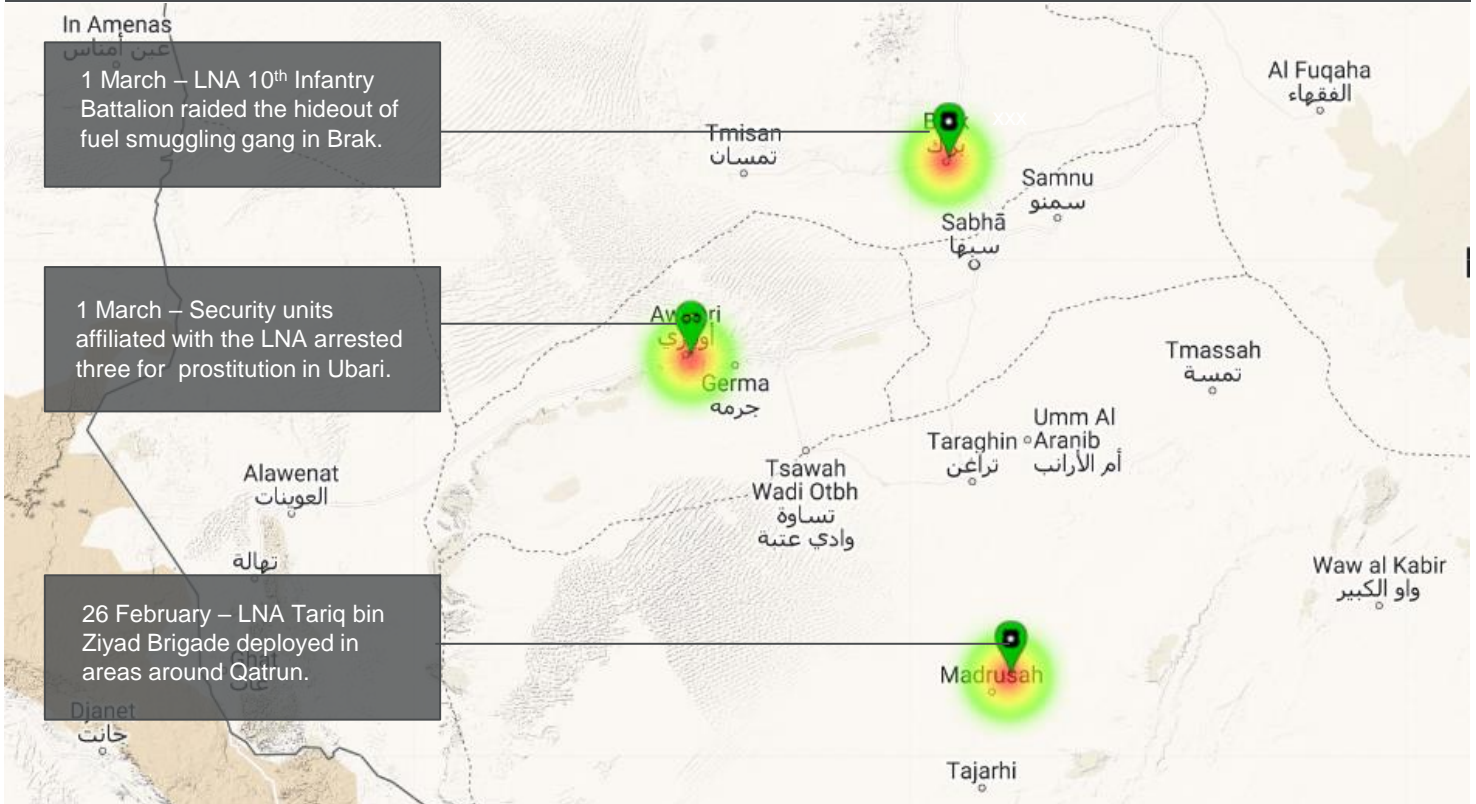 In Amenas
عين أمناس
1 March – LNA 10th Infantry
Battalion raided the hideout of
fuel smuggling gang in Brak.
Tmisan
تمسان
xxx
Al Fuqaha
الفقهاء
Samnu
سمنو
Sabhā
سبها
1 March – Security units
affiliated with the LNA arrested
three for prostitution in Ubari.
Germa
جرمه
Tmassah
تمسة
Umm Al
Aranib
أم الأرانب
Taraghin
تراغن
Tsawah
Wadi Otbh
تساوة
وادي عتبة
Alawenat
العوينات
تهالة
Waw al Kabir
واو الكبير
26 February – LNA Tariq bin
Ziyad Brigade deployed in
areas around Qatrun.
Ghat
غات
Madrusah
Djanet
جانت
Tajarhi